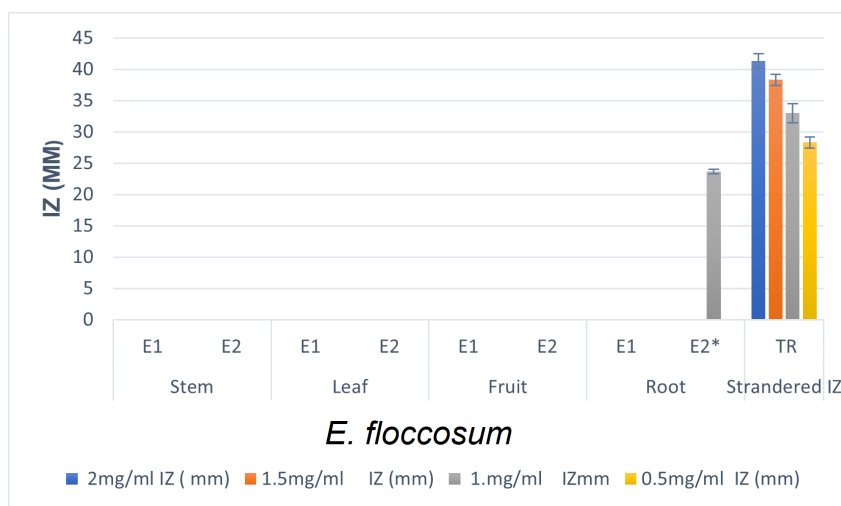 45
40
35
30
25
20
15
10
5
0
IZ (MM)
E1 E2 E1 E2 E1 E2 E1 E2* TR
Stem Leaf Fruit Root Strandered IZ
E. floccosum
2mg/ml IZ ( mm) 1.5mg/ml IZ (mm) 1.mg/ml IZmm 0.5mg/ml IZ (mm)